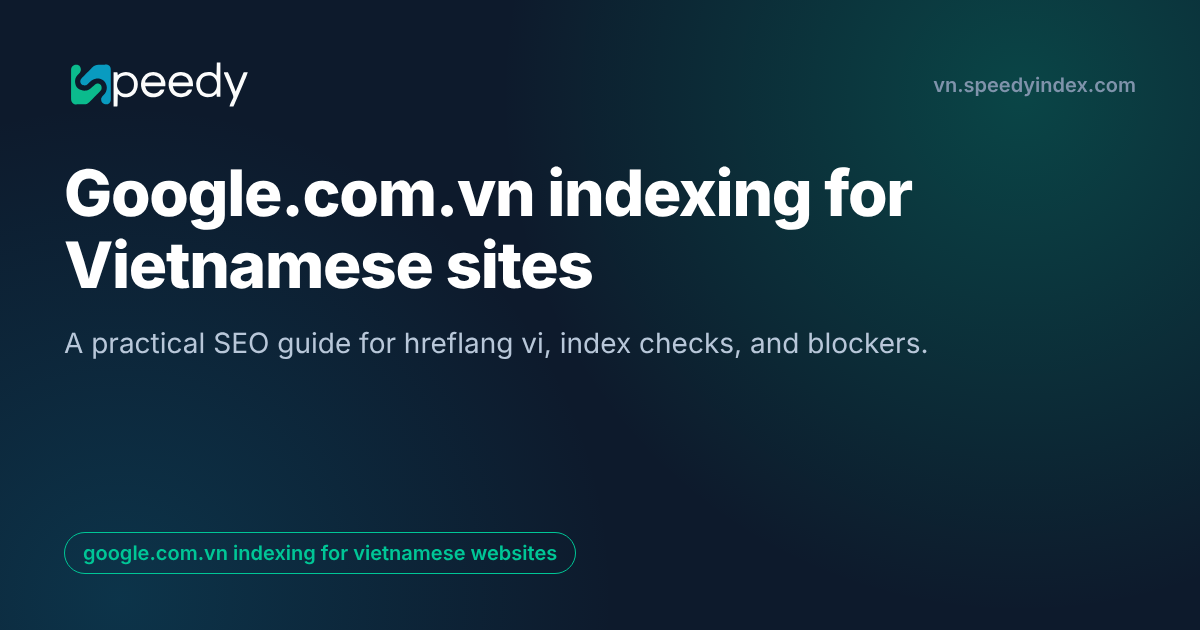 Speedy
vn.speedyindex.com
Google.com.vn indexing for
Vietnamese sites
A practical SEO guide for hreflang vi, index checks, and blockers.
google.com.vn indexing for vietnamese websites